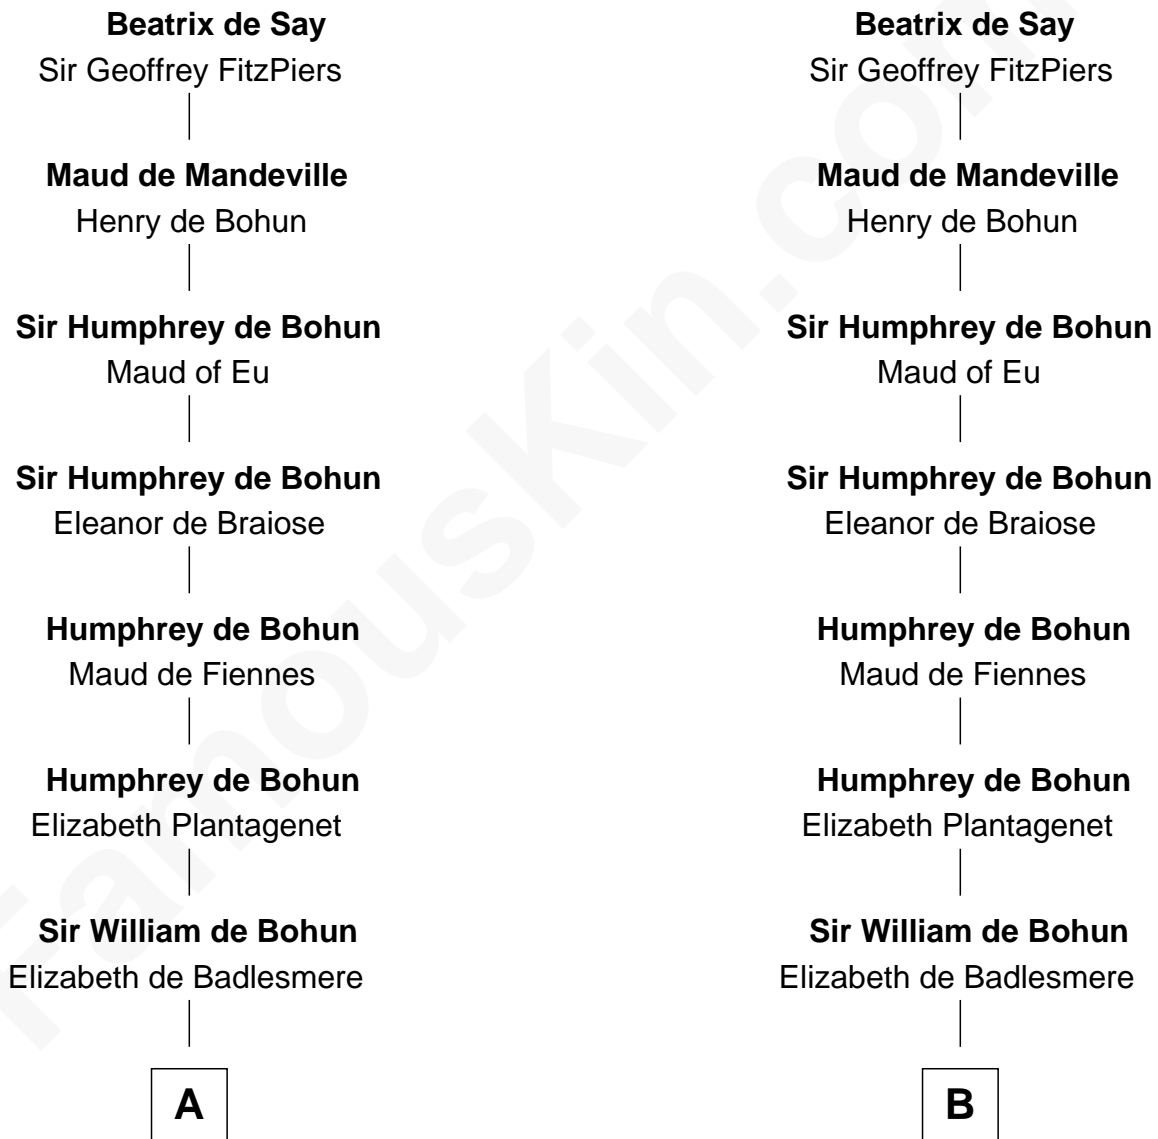 Beatrix de Say
Sir Geoffrey FitzPiers
Maud de Mandeville
Henry de Bohun
Sir Humphrey de Bohun
Maud of Eu
Sir Humphrey de Bohun
Eleanor de Braiose
Humphrey de Bohun
Maud de Fiennes
Humphrey de Bohun
Elizabeth Plantagenet
Sir William de Bohun
Elizabeth de Badlesmere
A
Beatrix de Say
Sir Geoffrey FitzPiers
Maud de Mandeville
Henry de Bohun
Sir Humphrey de Bohun
Maud of Eu
Sir Humphrey de Bohun
Eleanor de Braiose
Humphrey de Bohun
Maud de Fiennes
Humphrey de Bohun
Elizabeth Plantagenet
Sir William de Bohun
Elizabeth de Badlesmere
B
FamousKin.com